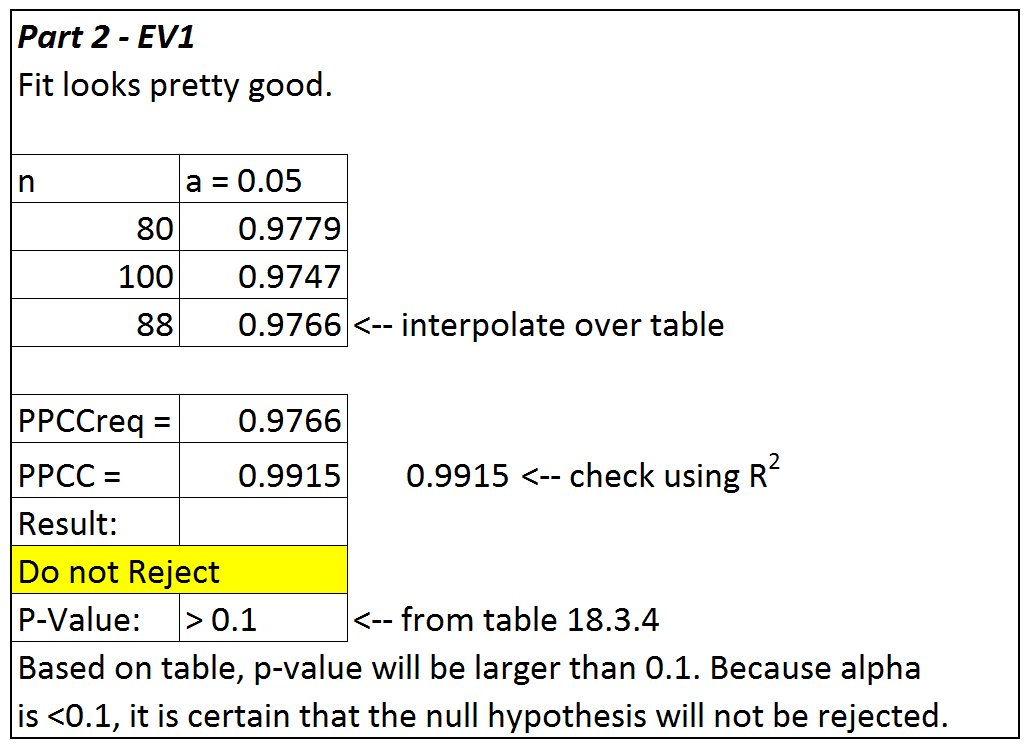 Part 2 - EV1
Fit looks pretty good.
n a = 0.05
80 0.9779
100 0.9747
88 0.9766 <-- interpolate over table
PPCCreq = 0.9766
PPCC = 0.9915 0.9915 <-- check using R²
Result:
Do not Reject
P-Value: > 0.1 <-- from table 18.3.4
Based on table, p-value will be larger than 0.1. Because alpha
is <0.1, it is certain that the null hypothesis will not be rejected.